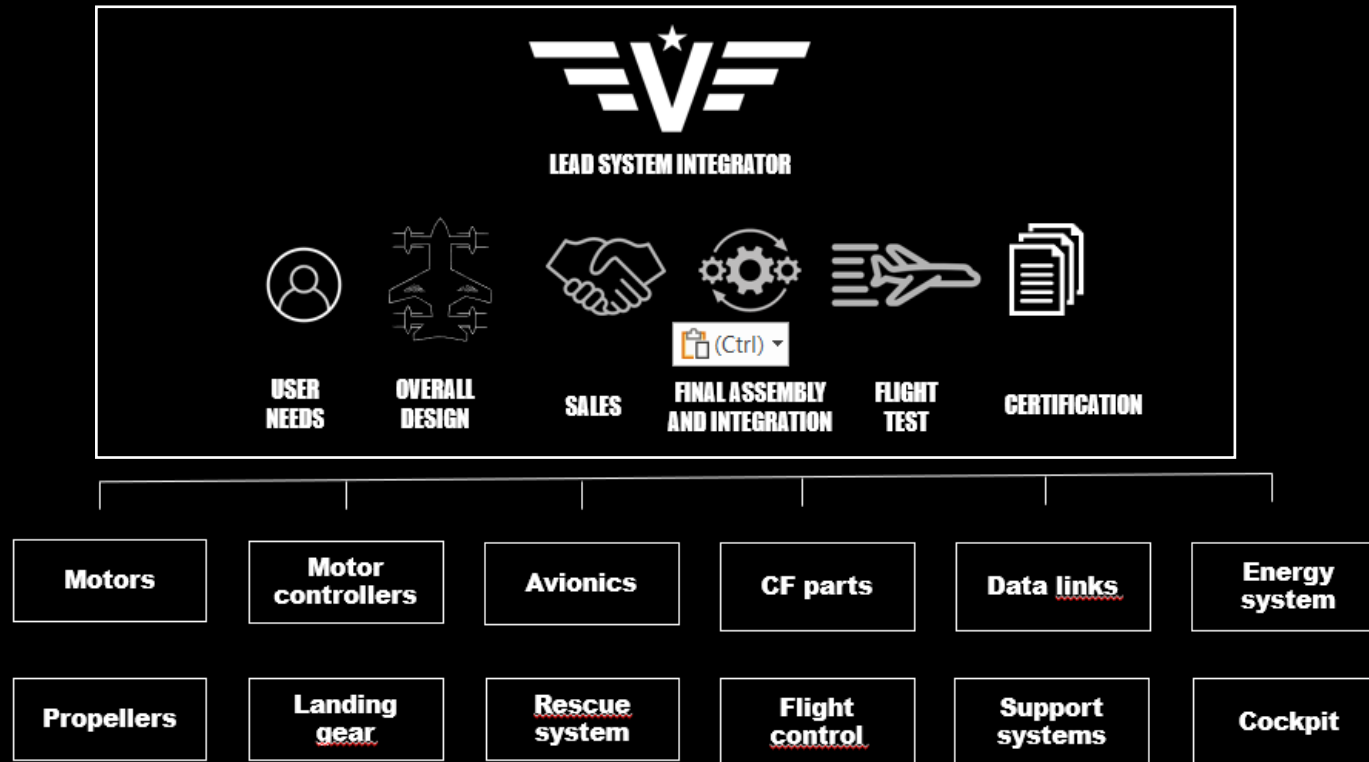 V
LEAD SYSTEM INTEGRATOR
USER
NEEDS
OVERALL
DESIGN
SALES
(Ctrl)
FINAL ASSEMBLY
AND INTEGRATION
FLIGHT
TEST
CERTIFICATION
Motors
Motor
controllers
Avionics
CF parts
Data links
Energy
system
Propellers
Landing
gear
Rescue
system
Flight
control
Support
systems
Cockpit